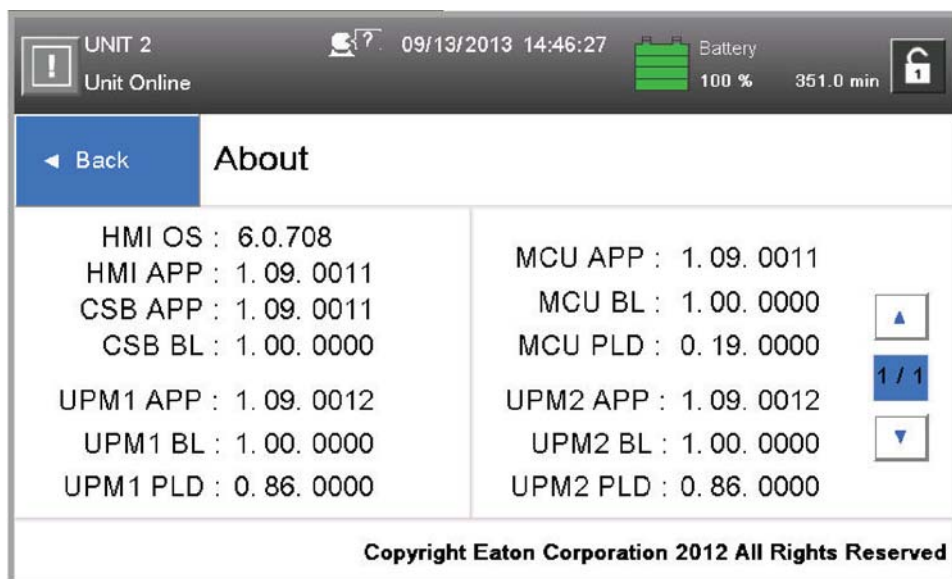 UNIT 2
Unit Online
?
09/13/2013 14:46:27
Battery
100 % 351.0 min
1
◄ Back
About
HMI OS : 6.0.708
HMI APP : 1. 09. 0011
CSB APP : 1. 09. 0011
CSB BL : 1. 00. 0000
UPM1 APP : 1. 09. 0012
UPM1 BL : 1. 00. 0000
UPM1 PLD : 0. 86. 0000
MCU APP : 1. 09. 0011
MCU BL : 1. 00. 0000
MCU PLD : 0. 19. 0000
UPM2 APP : 1. 09. 0012
UPM2 BL : 1. 00. 0000
UPM2 PLD : 0. 86. 0000
▲
1 / 1
▼
Copyright Eaton Corporation 2012 All Rights Reserved